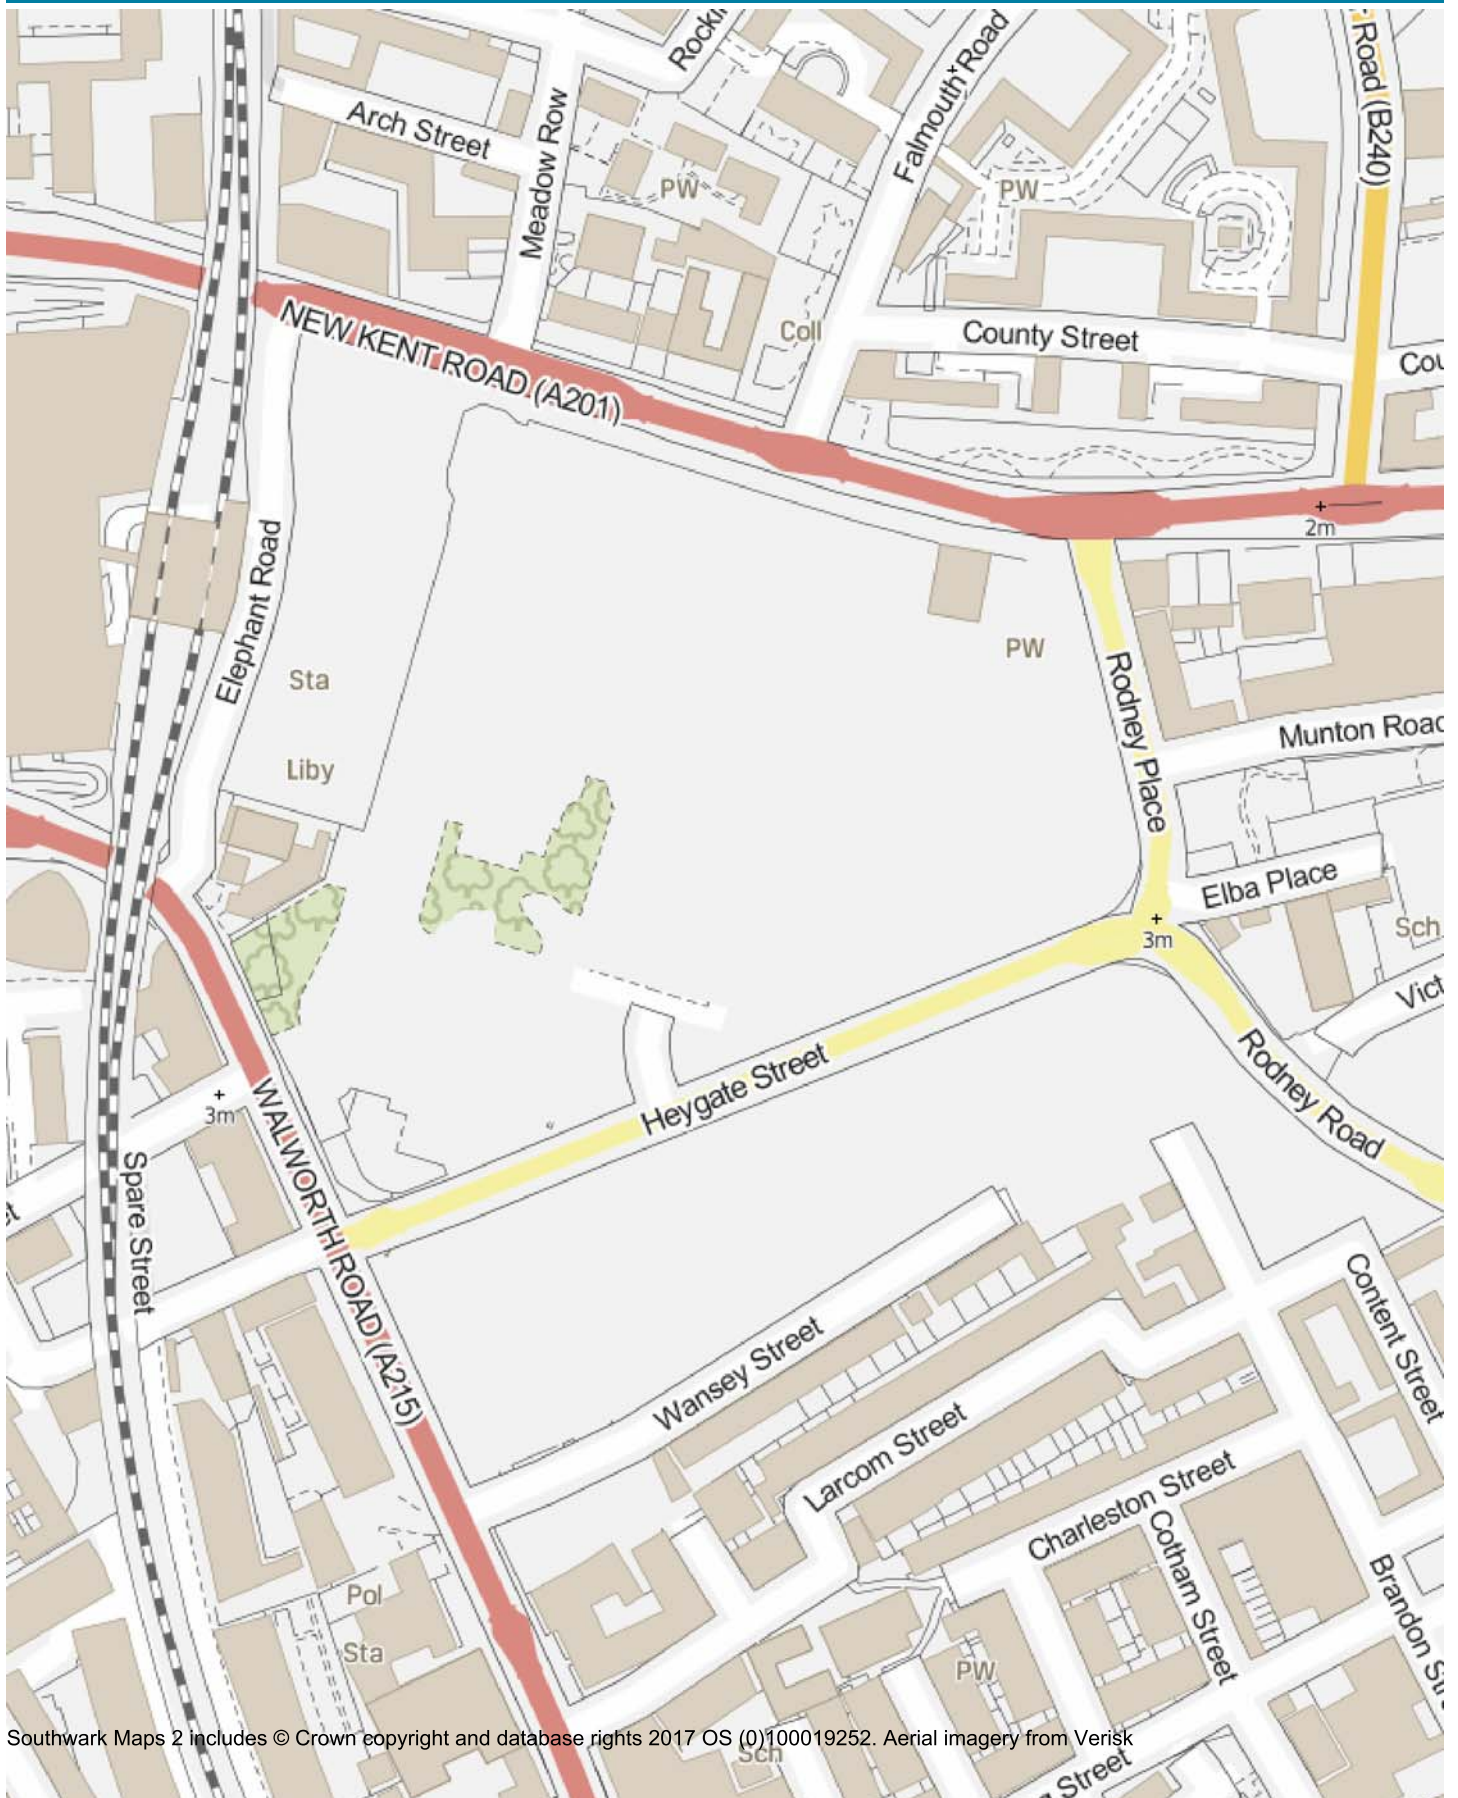 Falmouth Road
Road (B240)
Arch Street
Meadow Row
PW
PW
NEW KENT ROAD (A201)
Coll
County Street
2m
Elephant Road
Sta
PW
Rodney Place
Munton Road
Liby
Elba Place
3m
Sch
Heygate Street
Rodney Road
3m
WALWORTH ROAD (A215)
Spare Street
Content Street
Wansey Street
Larcom Street
Charleston Street
Cotham Street
Brandon
Pol
Sta
PW
Southwark Maps 2 includes © Crown copyright and database rights 2017 OS (0)100019252. Aerial imagery from Verisk
Sch
Street